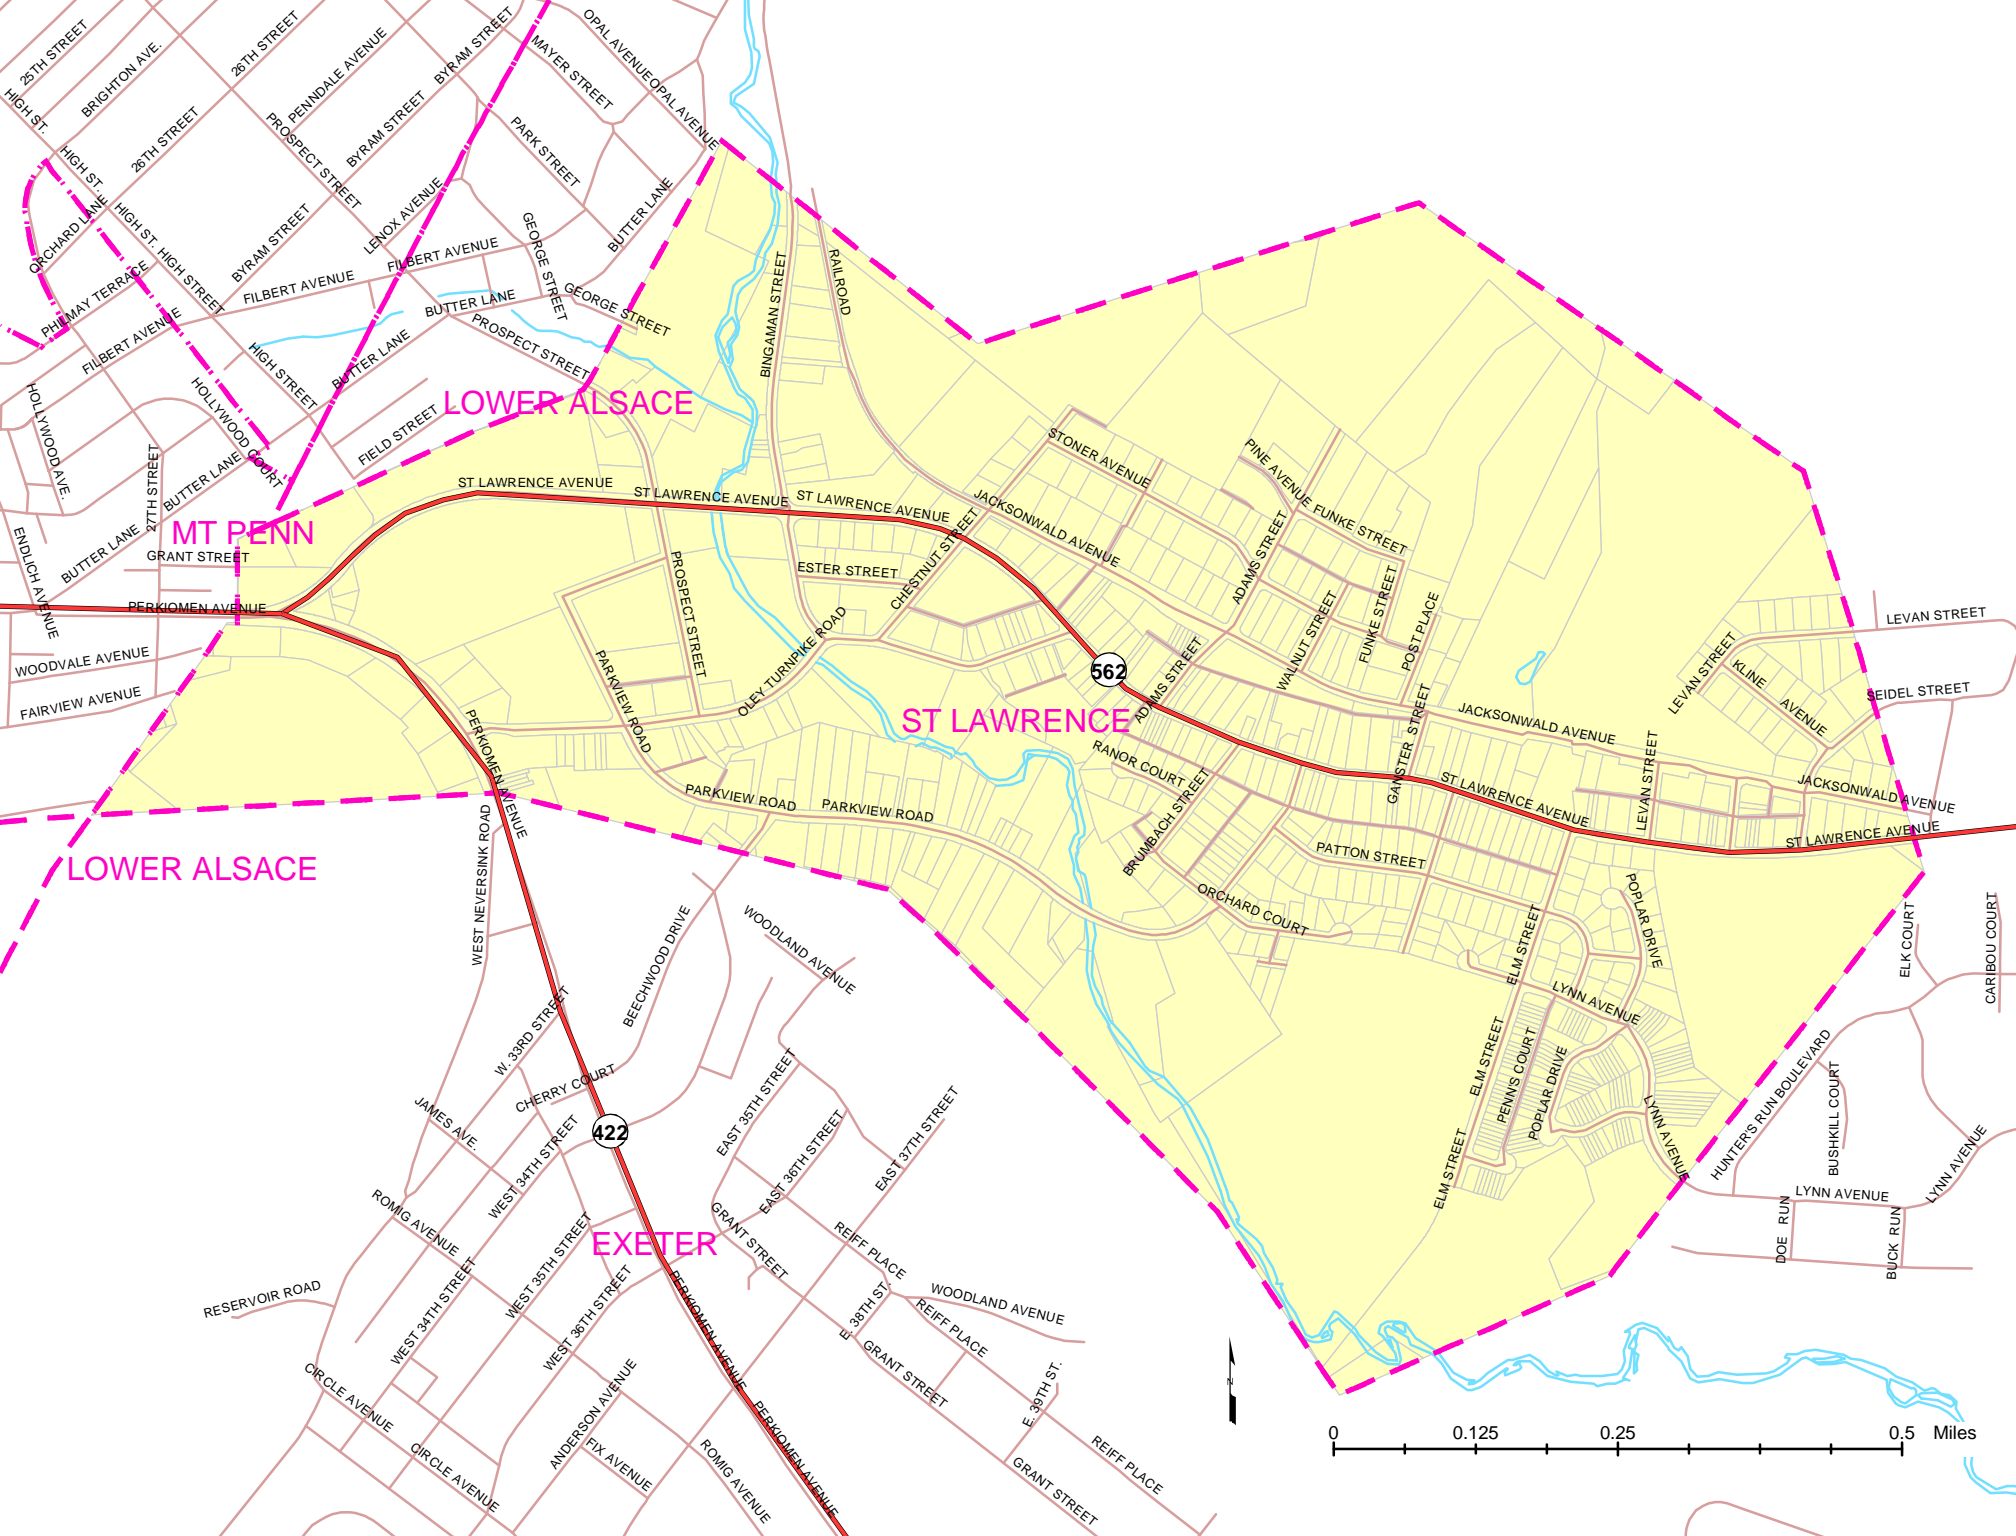 25TH STREET
BRIGHTON AVE.
26TH STREET
PENNDALE AVENUE
BYRAM STREET
MAYER STREET
OPAL AVENUE
OPAL AVENUE
HIGH ST.
HIGH ST.
26TH STREET
PROSPECT STREET
BYRAM STREET
PARK STREET
BUTTER LANE
ORCHARD LANE
HIGH ST.
HIGH STREET
BYRAM STREET
LENOX AVENUE
GEORGE STREET
FILBERT AVENUE
FILBERT AVENUE
PHILMAY TERRACE
FILBERT AVENUE
BUTTER LANE
GEORGE STREET
PROSPECT STREET
BUTTER LANE
HIGH STREET
HOLLYWOOD COURT
HOLLYWOOD AVE.
FIELD STREET
LOWER ALSACE
BINGAMAN STREET
RAILROAD
27TH STREET
BUTTER LANE
BUTTER LANE
MT PENN
GRANT STREET
ENDLICH AVENUE
PERKIOMEN AVENUE
WOODVALE AVENUE
FAIRVIEW AVENUE
ST LAWRENCE AVENUE
ST LAWRENCE AVENUE
ST LAWRENCE AVENUE
STONER AVENUE
PINE AVENUE
FUNKE STREET
JACKSONWALD AVENUE
CHESTNUT STREET
ESTER STREET
ADAMS STREET
WALNUT STREET
FUNKE STREET
POST PLACE
PROSPECT STREET
PARKVIEW ROAD
OLEY TURNPIKE ROAD
562
ADAMS STREET
ST LAWRENCE
LEVAN STREET
LEVAN STREET
KLINE
AVENUE
SEIDEL STREET
PERKIOMEN AVENUE
RANOR COURT
GANSTER STREET
JACKSONWALD AVENUE
LEVAN STREET
JACKSONWALD AVENUE
ST LAWRENCE AVENUE
ST LAWRENCE AVENUE
PARKVIEW ROAD
PARKVIEW ROAD
BRUMBACH STREET
PATTON STREET
ORCHARD COURT
LOWER ALSACE
WEST NEVERSINK ROAD
BEECHWOOD DRIVE
WOODLAND AVENUE
ELM STREET
POPLAR DRIVE
LYNN AVENUE
ELK COURT
CARIBOU COURT
W. 33RD STREET
CHERRY COURT
JAMES AVE.
422
WEST 34TH STREET
EAST 35TH STREET
EAST 36TH STREET
EAST 37TH STREET
ELM STREET
PENN'S COURT
POPLAR DRIVE
ELM STREET
LYNN AVENUE
HUNTER'S RUN BOULEVARD
BUSHKILL COURT
LYNN AVENUE
LYNN AVENUE
DOE RUN
BUCK RUN
ROMIG AVENUE
EXETER
GRANT STREET
REIFF PLACE
RESERVOIR ROAD
WEST 34TH STREET
WEST 35TH STREET
WEST 36TH STREET
PERKIOMEN AVENUE
E. 38TH ST.
WOODLAND AVENUE
REIFF PLACE
GRANT STREET
E. 39TH ST.
CIRCLE AVENUE
CIRCLE AVENUE
ANDERSON AVENUE
FIX AVENUE
ROMIG AVENUE
PERKIOMEN AVENUE
GRANT STREET
REIFF PLACE
N
0 0.125 0.25 0.5 Miles